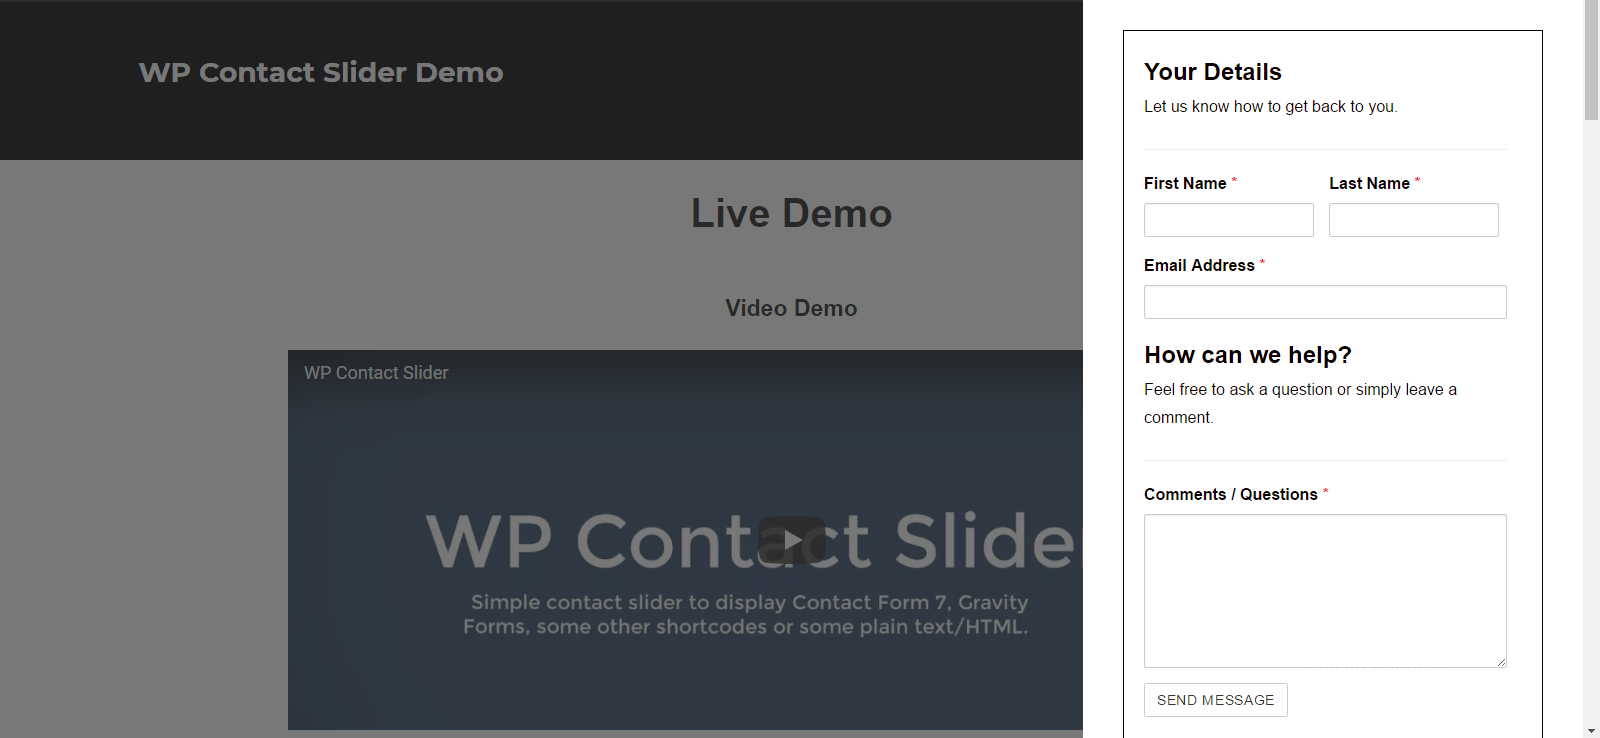 WP Contact Slider Demo
Live Demo
Video Demo
WP Contact Slider
WP Contact Slider
Simple contact slider to display Contact Form 7, Gravity
Forms, some other shortcodes or some plain text/HTML.
Your Details
Let us know how to get back to you.
First Name *
Last Name *
Email Address *
How can we help?
Feel free to ask a question or simply leave a
comment.
Comments / Questions *
SEND MESSAGE